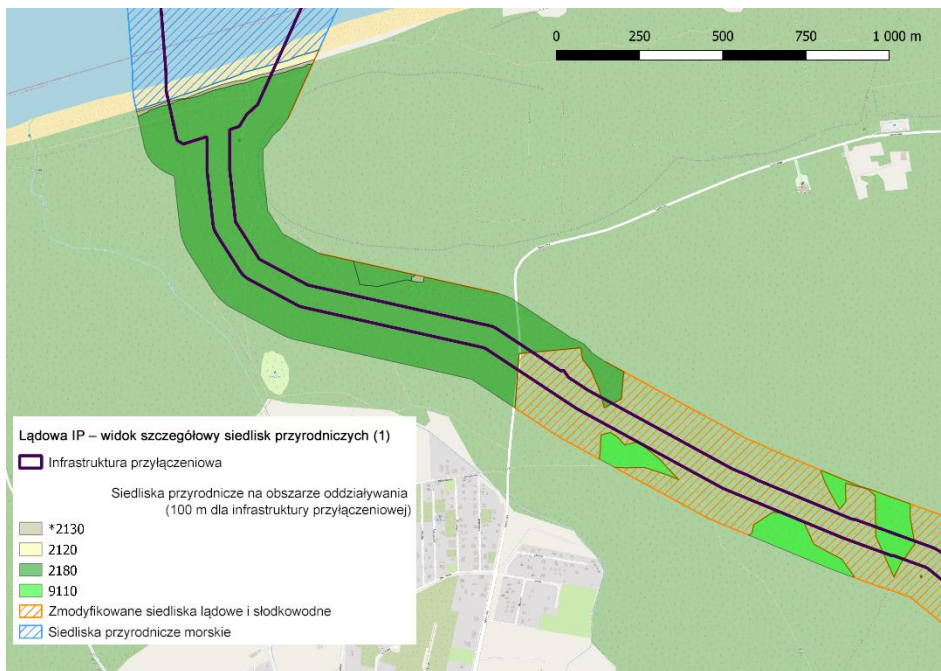 0 250 500 750 1 000 m
Lądowa IP – widok szczegółowy siedlisk przyrodniczych (1)
Infrastruktura przyłączeniowa
Siedliska przyrodnicze na obszarze oddziaływania
(100 m dla infrastruktury przyłączeniowej)
*2130
2120
2180
9110
Zmodyfikowane siedliska lądowe i słodkowodne
Siedliska przyrodnicze morskie